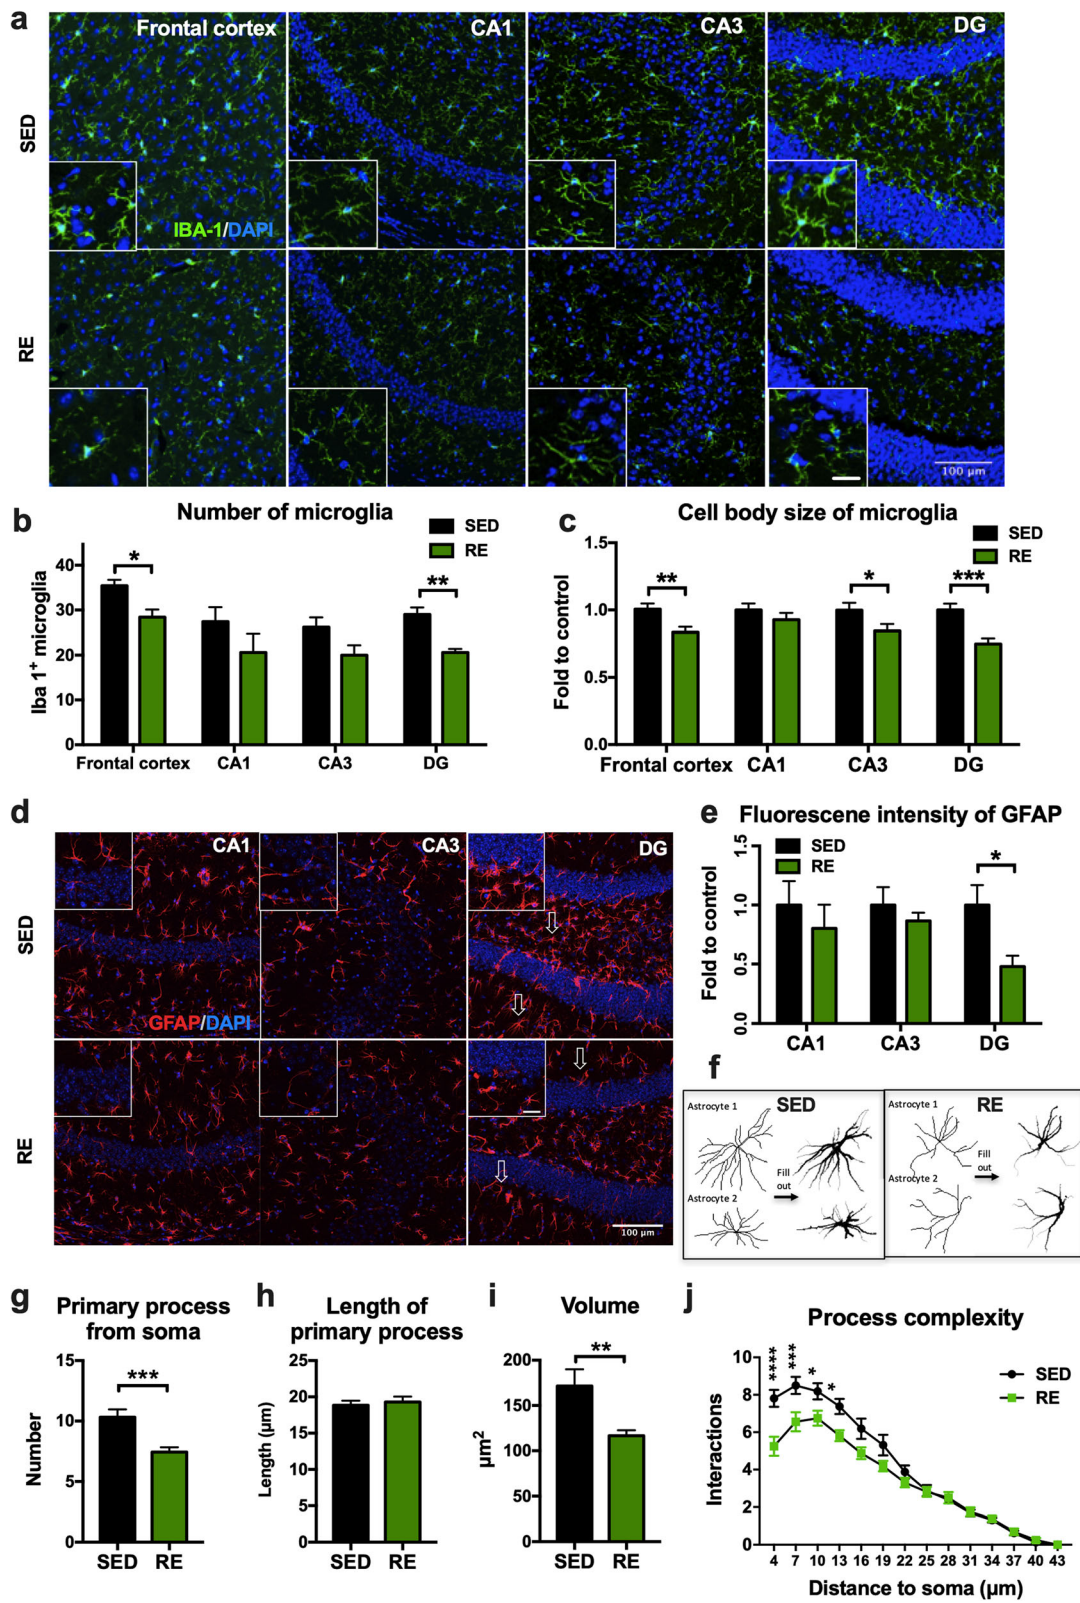 a
Frontal cortex
CA1
CA3
DG
SED
IBA-1/DAPI
RE
100 µm
b
Number of microglia
SED
RE
Iba 1+ microglia
40
30
20
10
0
*
**
Frontal cortex
CA1
CA3
DG
c
Cell body size of microglia
SED
RE
Fold to control
1.5
1.0
0.5
0.0
**
*
***
Frontal cortex
CA1
CA3
DG
d
CA1
CA3
DG
SED
GFAP/DAPI
RE
100 µm
e
Fluorescene intensity of GFAP
SED
RE
Fold to control
1.5
1.0
0.5
0.0
*
CA1
CA3
DG
f
SED
Astrocyte 1
Fill
out
Astrocyte 2
RE
Astrocyte 1
Fill
out
Astrocyte 2
g
Primary process
from soma
Number
15
10
5
0
***
SED
RE
h
Length of
primary process
Length (µm)
25
20
15
10
5
0
SED
RE
i
Volume
µm2
200
150
100
50
0
**
SED
RE
j
Process complexity
SED
RE
Interactions
10
8
6
4
2
0
****
***
*
*
4 7 10 13 16 19 22 25 28 31 34 37 40 43
Distance to soma (µm)